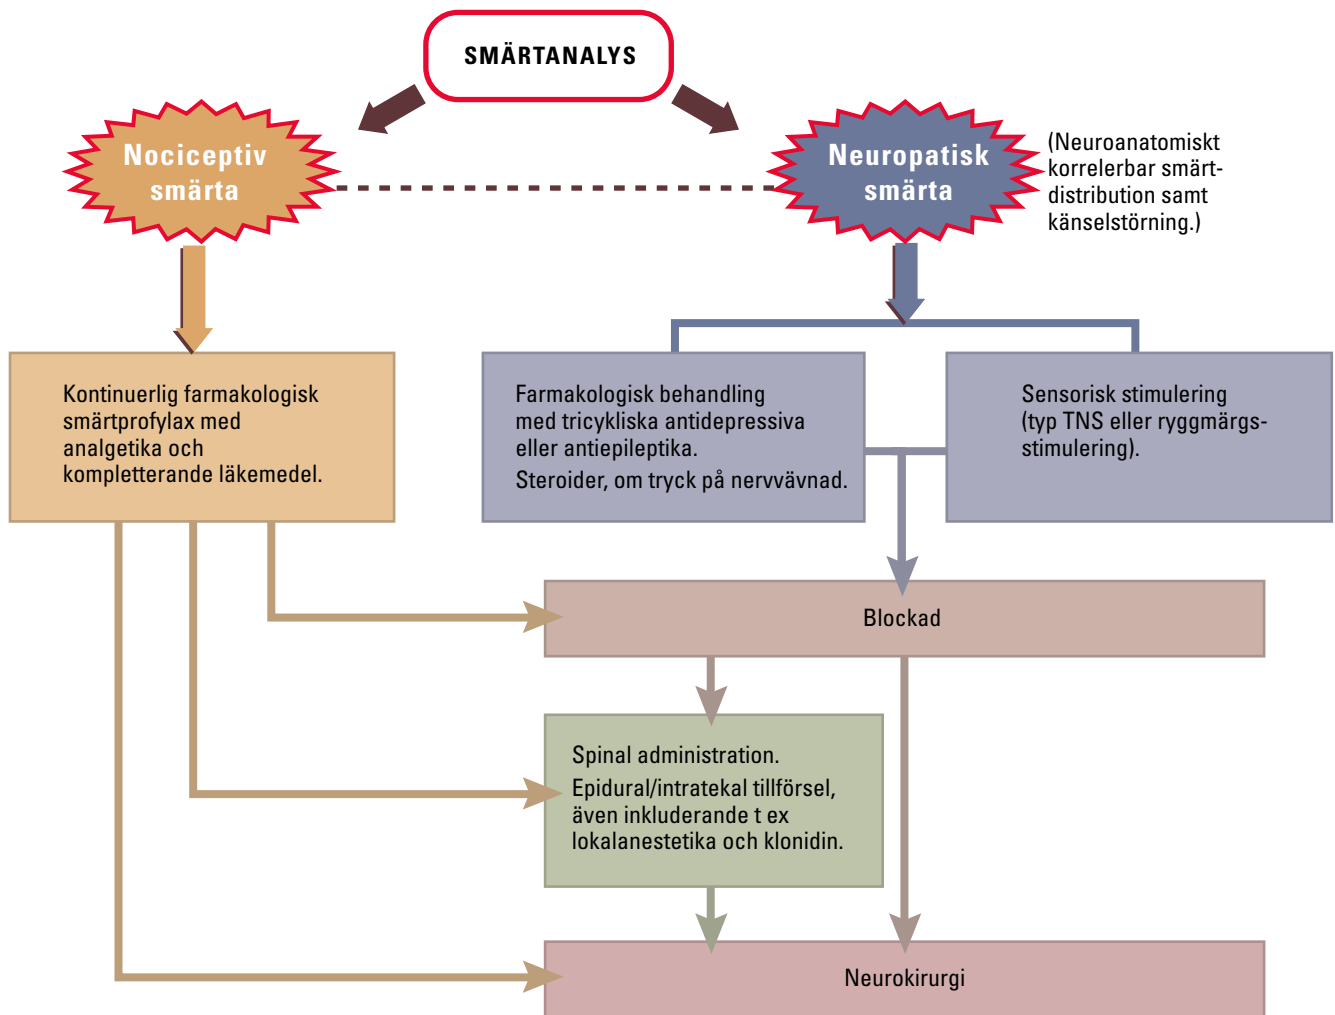 SMÄRTANALYS
Nociceptiv
smärta
Neuropatisk
smärta
(Neuroanatomiskt
korrelerbar smärt-
distribution samt
känselstörning.)
Kontinuerlig farmakologisk
smärtprofylax med
analgetika och
kompletterande läkemedel.
Farmakologisk behandling
med tricykliska antidepressiva
eller antiepileptika.
Steroider, om tryck på nervvävnad.
Sensorisk stimulering
(typ TNS eller ryggmärgs-
stimulering).
Blockad
Spinal administration.
Epidural/intratekal tillförsel,
även inkluderande t ex
lokalanestetika och klonidin.
Neurokirurgi